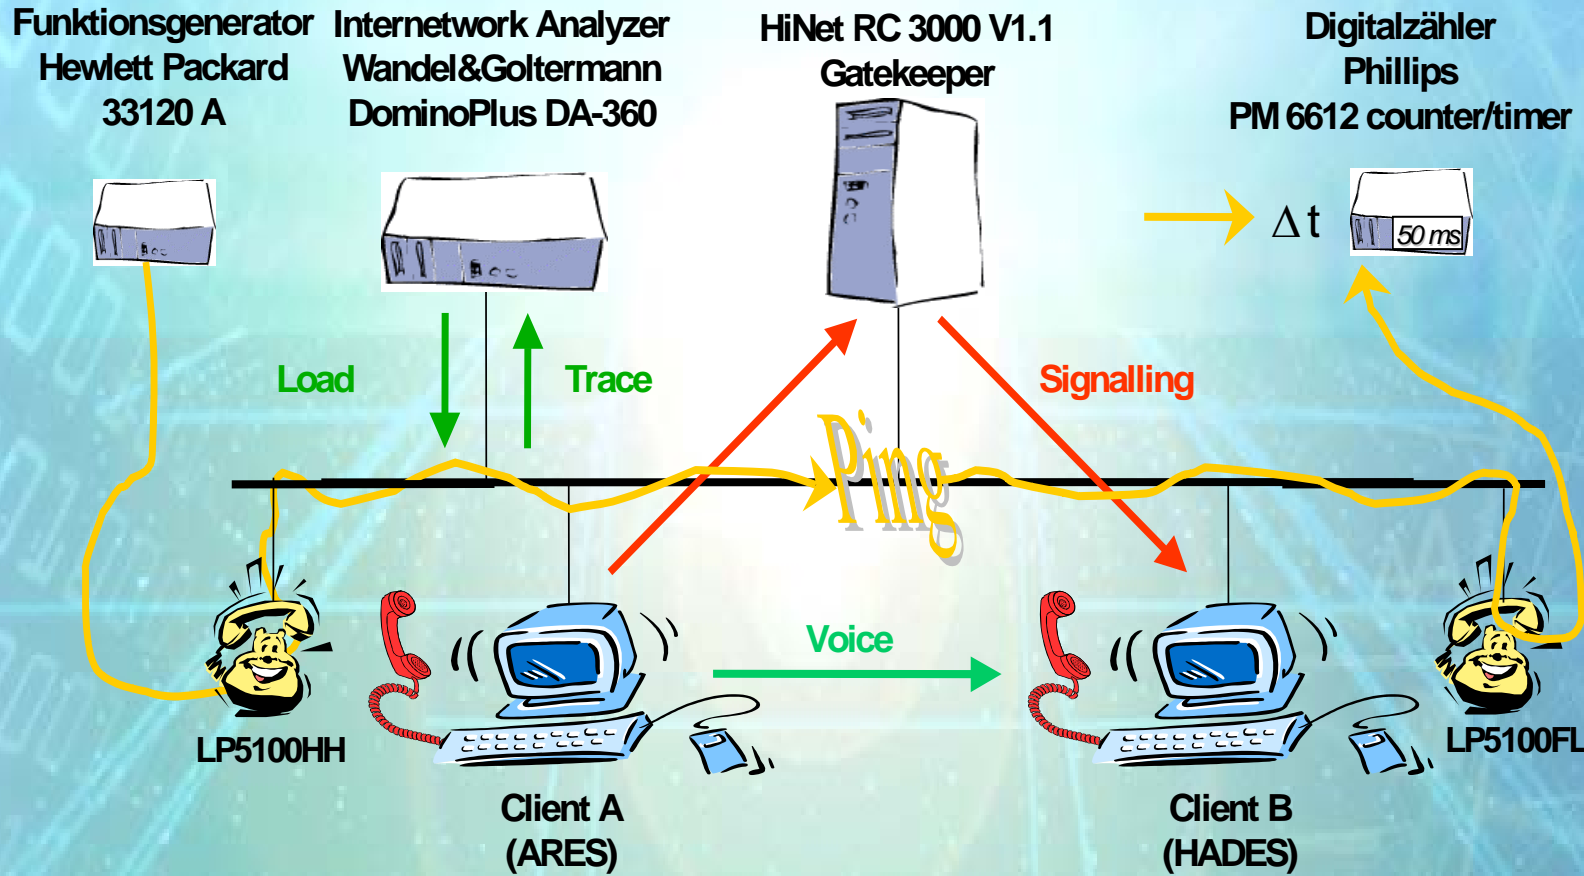 Funktionsgenerator
Hewlett Packard
33120 A
Internetwork Analyzer
Wandel&Goltermann
DominoPlus DA-360
HiNet RC 3000 V1.1
Gatekeeper
Digitalzähler
Phillips
PM 6612 counter/timer
Δ t
50 ms
Load
Trace
Signalling
Ping
Voice
LP5100HH
LP5100FL
Client A
(ARES)
Client B
(HADES)